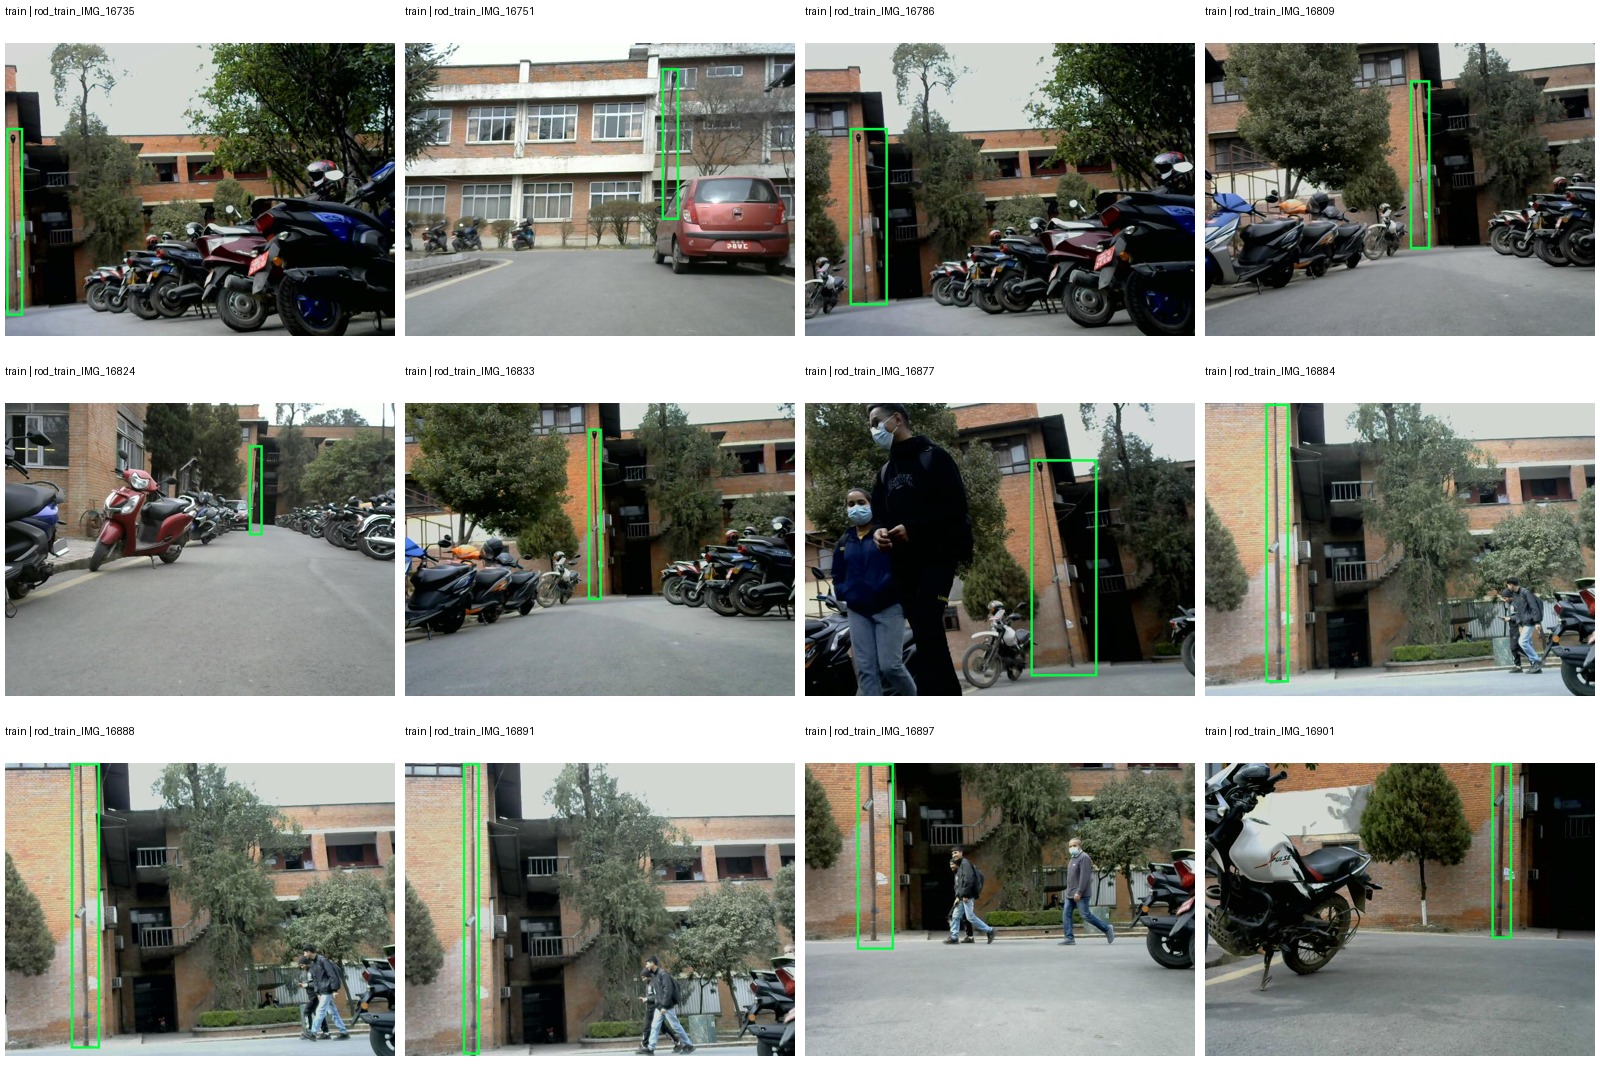 train | rod_train_IMG_16735
train | rod_train_IMG_16751
train | rod_train_IMG_16786
train | rod_train_IMG_16809
train | rod_train_IMG_16824
train | rod_train_IMG_16833
train | rod_train_IMG_16877
train | rod_train_IMG_16884
train | rod_train_IMG_16888
train | rod_train_IMG_16891
train | rod_train_IMG_16897
train | rod_train_IMG_16901